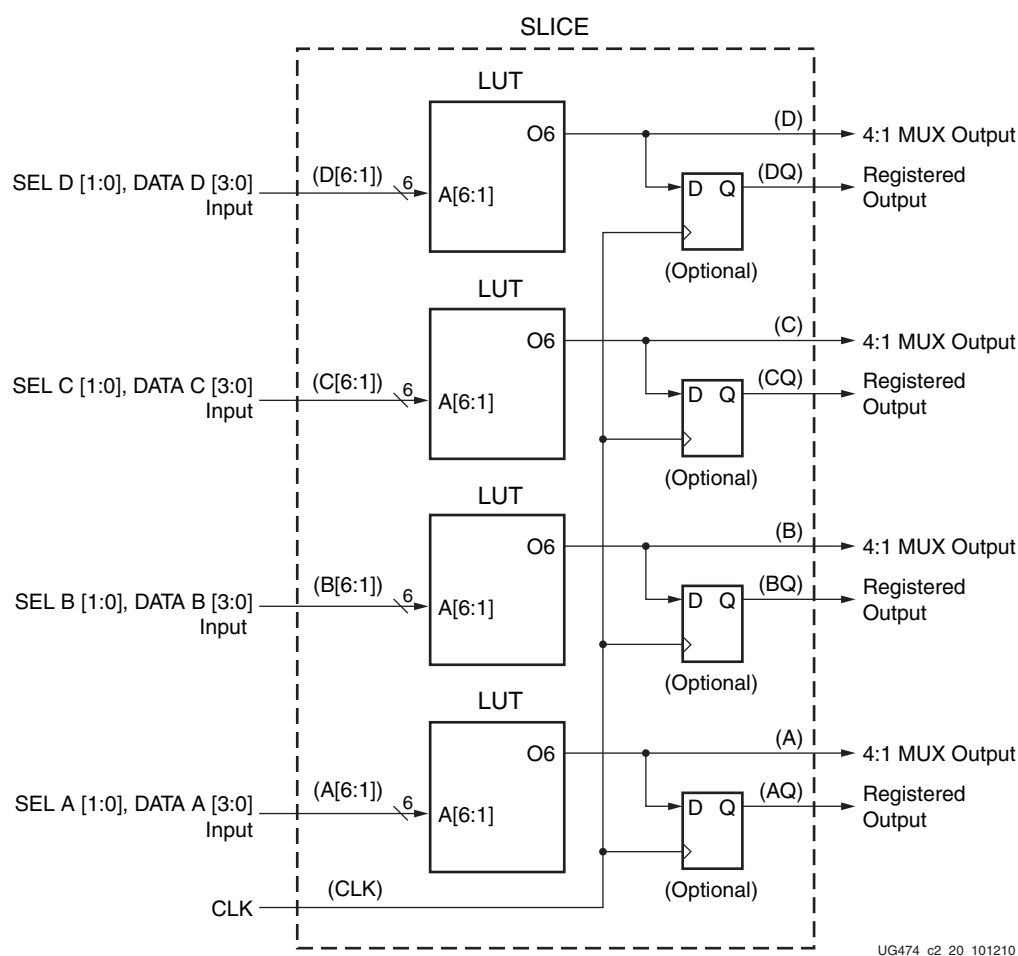 SLICE
LUT
O6
(D)
4:1 MUX Output
SEL D [1:0], DATA D [3:0]
Input
(D[6:1])
6
A[6:1]
D Q
(DQ)
Registered
Output
(Optional)
LUT
O6
(C)
4:1 MUX Output
SEL C [1:0], DATA C [3:0]
Input
(C[6:1])
6
A[6:1]
D Q
(CQ)
Registered
Output
(Optional)
LUT
O6
(B)
4:1 MUX Output
SEL B [1:0], DATA B [3:0]
Input
(B[6:1])
6
A[6:1]
D Q
(BQ)
Registered
Output
(Optional)
LUT
O6
(A)
4:1 MUX Output
SEL A [1:0], DATA A [3:0]
Input
(A[6:1])
6
A[6:1]
D Q
(AQ)
Registered
Output
(Optional)
CLK
(CLK)
UG474_c2_20_101210